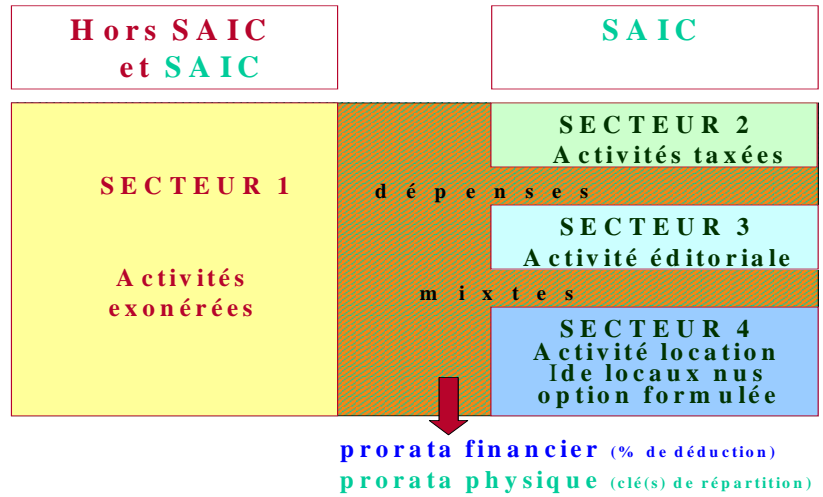 Hors SAIC
et SAIC
SAIC
SECTEUR 1
Activités
exonérées
dépenses
mixtes
SECTEUR 2
Activités taxées
SECTEUR 3
Activité éditoriale
SECTEUR 4
Activité location
Ide locaux nus
option formulée
prorata financier (% de déduction)
prorata physique (clé(s) de répartition)